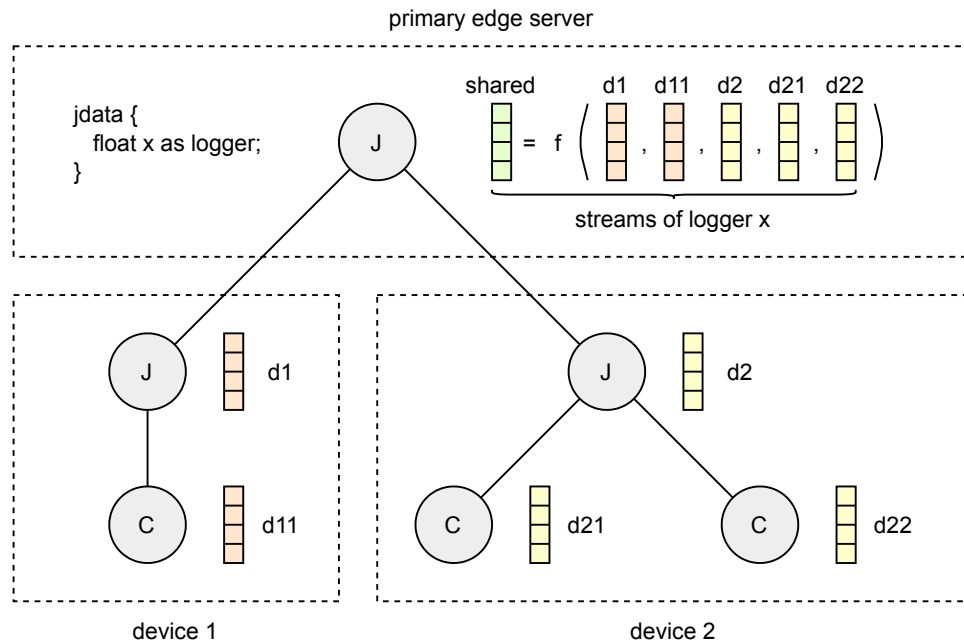 primary edge server
jdata {
float x as logger;
}
J
shared d1 d11 d2 d21 d22
= f ( , , , , )
streams of logger x
J
d1
J
d2
C
d11
C
d21
C
d22
device 1
device 2